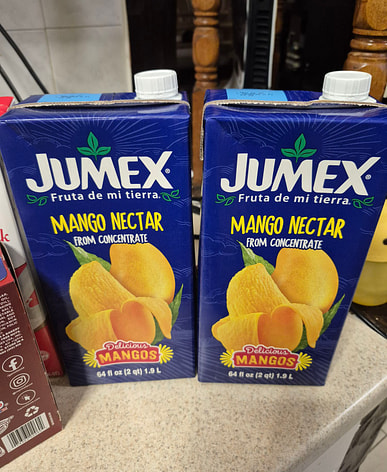 JUMEX®
Fruta de mi tierra.
MANGO NECTAR
FROM CONCENTRATE
Delicious
MANGOS
64 fl oz (2 qt) 1.9 L
JUMEX®
Fruta de mi tierra.
MANGO NECTAR
FROM CONCENTRATE
Delicious
MANGOS
64 fl oz (2 qt) 1.9 L